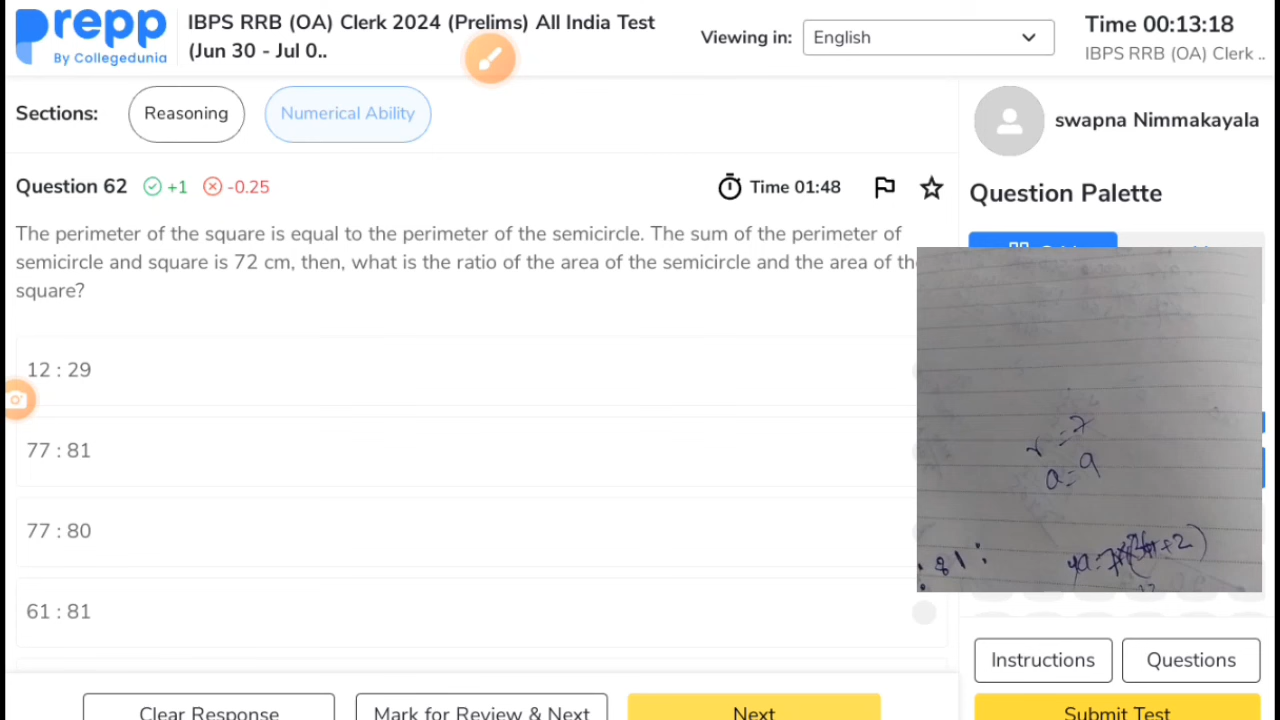 prepp
By Collegedunia
IBPS RRB (OA) Clerk 2024 (Prelims) All India Test
(Jun 30 - Jul 0..
Viewing in:
English
Time 00:13:18
IBPS RRB (OA) Clerk ..
Sections:
Reasoning
Numerical Ability
swapna Nimmakayala
Question 62
+1
-0.25
Time 01:48
Question Palette
The perimeter of the square is equal to the perimeter of the semicircle. The sum of the perimeter of
semicircle and square is 72 cm, then, what is the ratio of the area of the semicircle and the area of the
square?
12 : 29
77 : 81
77 : 80
61 : 81
r = 7
a = 9
: 81 :
Instructions
Questions
Clear Response
Mark for Review & Next
Next
Submit Test